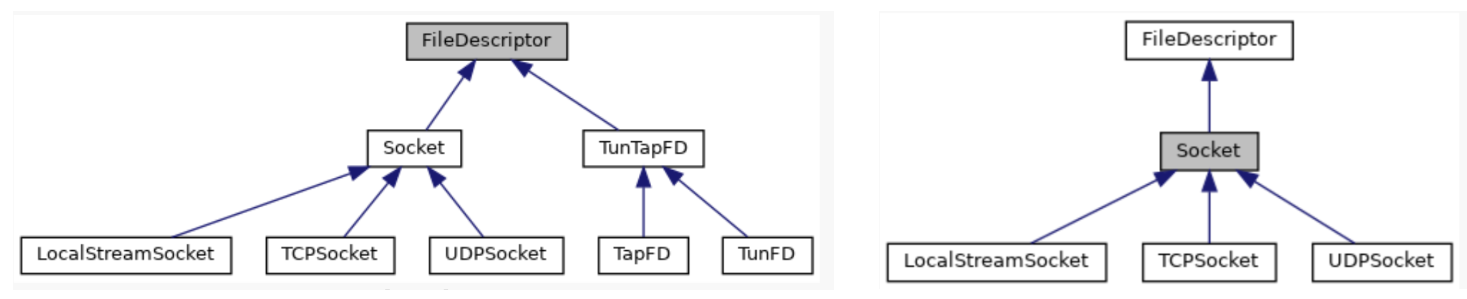 FileDescriptor
Socket
TunTapFD
LocalStreamSocket
TCPSocket
UDPSocket
TapFD
TunFD
FileDescriptor
Socket
LocalStreamSocket
TCPSocket
UDPSocket